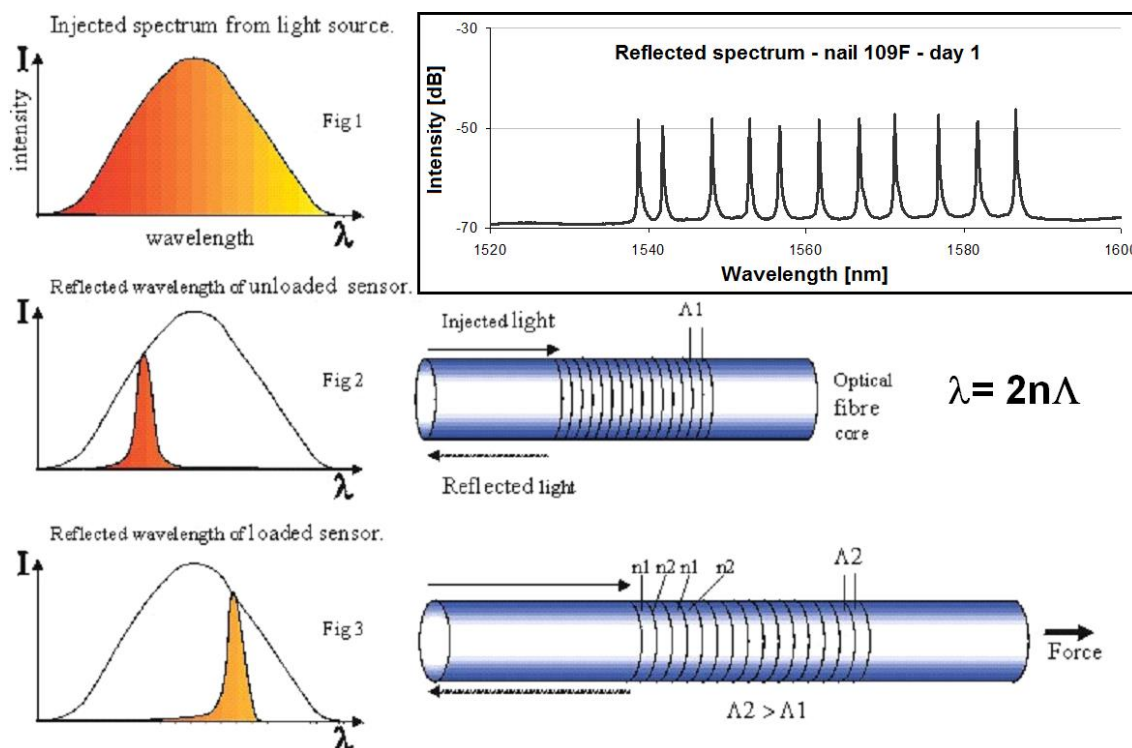 Injected spectrum from light source.
I
intensity
Fig 1
wavelength
λ
Reflected spectrum - nail 109F - day 1
Intensity [dB]
-30
-50
-70
1520
1540
1560
1580
1600
Wavelength [nm]
Reflected wavelength of unloaded sensor.
I
Fig 2
λ
Injected light
Λ1
Optical
fibre
core
Reflected light
λ= 2nΛ
Reflected wavelength of loaded sensor.
I
Fig 3
λ
n1 n2 n1 n2
Λ2
Force
Λ2 > Λ1